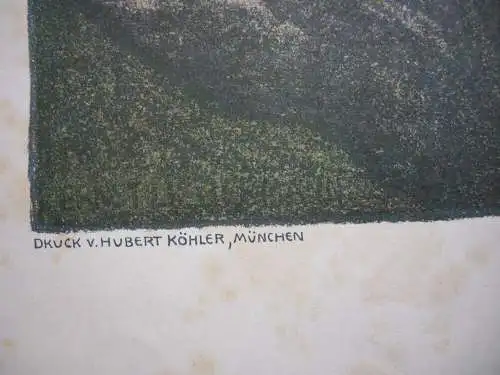 DRUCK V. HUBERT KÖHLER, MÜNCHEN